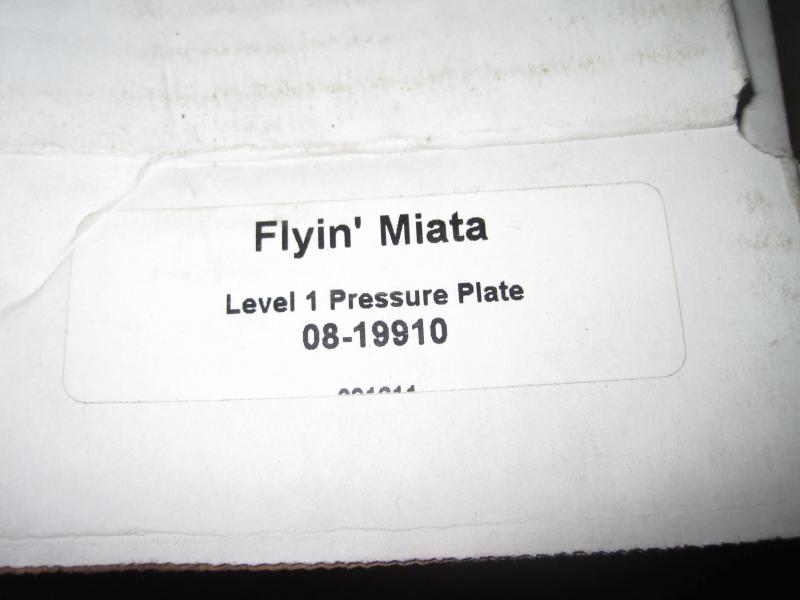 Flyin' Miata
Level 1 Pressure Plate
08-19910